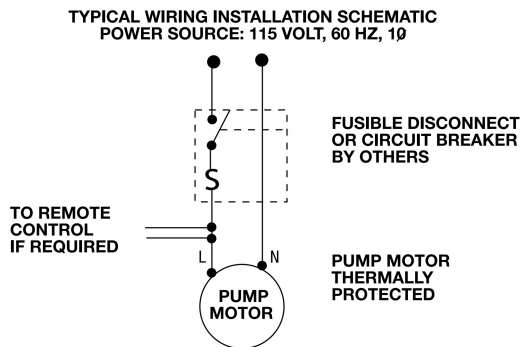 TYPICAL WIRING INSTALLATION SCHEMATIC
POWER SOURCE: 115 VOLT, 60 HZ, 1Ø
FUSIBLE DISCONNECT
OR CIRCUIT BREAKER
BY OTHERS
S
TO REMOTE
CONTROL
IF REQUIRED
L N
PUMP MOTOR
THERMALLY
PROTECTED
PUMP
MOTOR